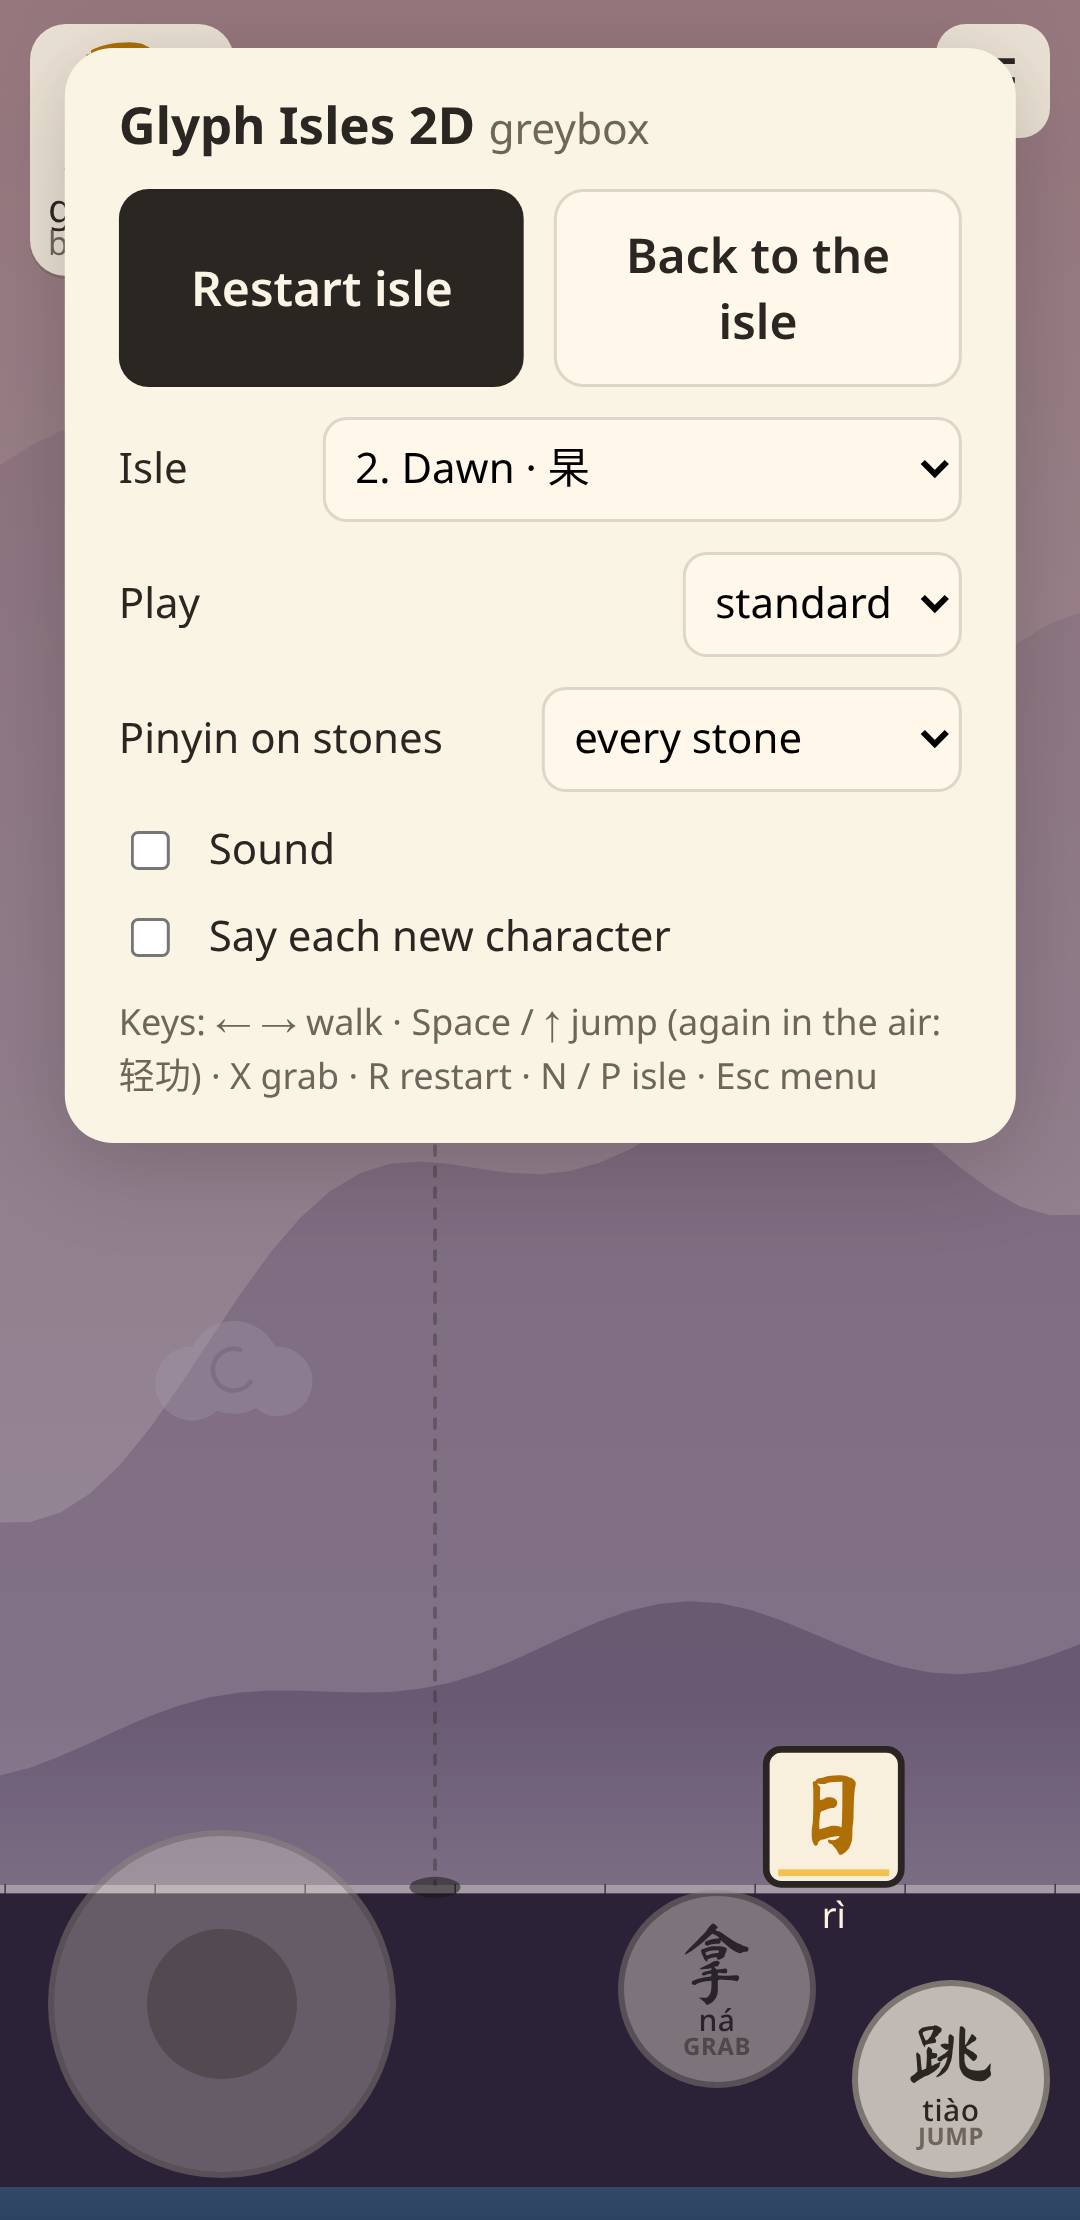 Glyph Isles 2D greybox
Restart isle
Back to the
isle
Isle
2. Dawn · 杲
Play
standard
Pinyin on stones
every stone
Sound
Say each new character
Keys: ← → walk · Space / ↑ jump (again in the air:
轻功) · X grab · R restart · N / P isle · Esc menu
日
rì
拿
ná
GRAB
跳
tiào
JUMP